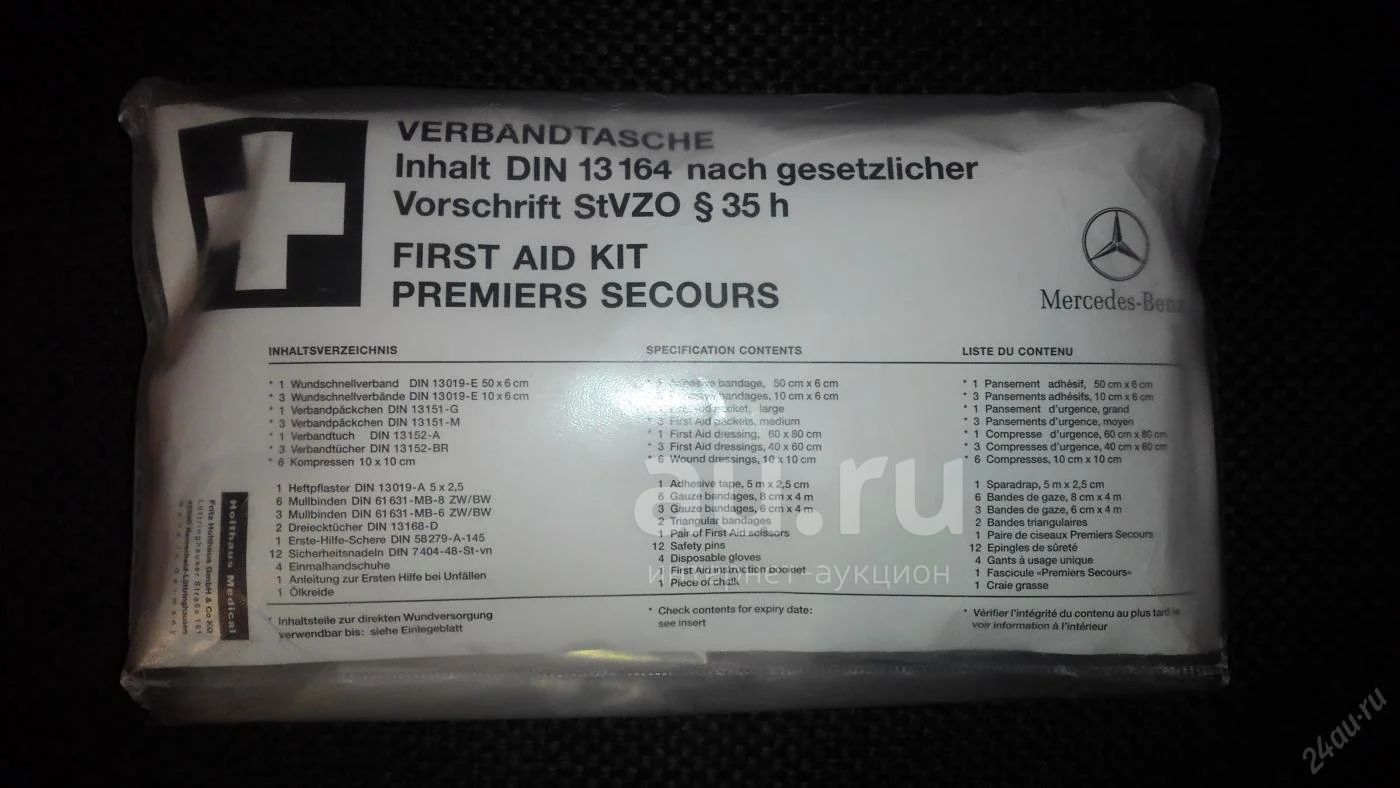 VERBANDTASCHE
Inhalt DIN 13 164 nach gesetzlicher
Vorschrift StVZO § 35 h
FIRST AID KIT
PREMIERS SECOURS
Mercedes-Benz
INHALTSVERZEICHNIS
* 1 Wundschnellverband DIN 13019-E 50 x 6 cm
* 3 Wundschnellverbände DIN 13019-E 10 x 6 cm
* 1 Verbandpäckchen DIN 13151-G
* 3 Verbandpäckchen DIN 13151-M
* 1 Verbandtuch DIN 13152-A
* 3 Verbandtücher DIN 13152-BR
* 6 Kompressen 10 x 10 cm
1 Heftpflaster DIN 13019-A 5 x 2,5
6 Mullbinden DIN 61 631-MB-8 ZW/BW
3 Mullbinden DIN 61 631-MB-6 ZW/BW
2 Dreiecktücher DIN 13168-D
1 Erste-Hilfe-Schere DIN 58279-A-145
12 Sicherheitsnadeln DIN 7404-48-St-vn
4 Einmalhandschuhe
1 Anleitung zur Ersten Hilfe bei Unfällen
1 Ölkreide
* Inhaltsteile zur direkten Wundversorgung
verwendbar bis: siehe Einlegeblatt
SPECIFICATION CONTENTS
bandage, 50 cm x 6 cm
bandages, 10 cm x 6 cm
large
* 3 First Aid packets, medium
* 1 First Aid dressing, 60 x 80 cm
* 3 First Aid dressings, 40 x 60 cm
* 6 Wound dressings, 10 x 10 cm
1 Adhesive tape, 5 m x 2,5 cm
6 Gauze bandages, 8 cm x 4 m
3 Gauze bandages, 6 cm x 4 m
2 Triangular bandages
1 Pair of First Aid scissors
12 Safety pins
4 Disposable gloves
1 First Aid instruction booklet
1 Piece of chalk
* Check contents for expiry date:
see insert
LISTE DU CONTENU
* 1 Pansement adhésif, 50 cm x 6 cm
* 3 Pansements adhésifs, 10 cm x 6 cm
* 1 Pansement d'urgence, grand
* 3 Pansements d'urgence, moyen
* 1 Compresse d'urgence, 60 cm x 80 cm
* 3 Compresses d'urgence, 40 cm x 60 cm
* 6 Compresses, 10 cm x 10 cm
1 Sparadrap, 5 m x 2,5 cm
6 Bandes de gaze, 8 cm x 4 m
3 Bandes de gaze, 6 cm x 4 m
2 Bandes triangulaires
1 Paire de ciseaux Premiers Secours
12 Epingles de sûreté
4 Gants à usage unique
1 Fascicule «Premiers Secours»
1 Craie grasse
* Vérifier l'intégrité du contenu au plus tard le
voir information à l'intérieur
Holthaus Medical
Fritz Holthaus GmbH & Co KG
Lüttringhauser Straße 161
Remscheid-Lüttringhausen
au.ru
интернет-аукцион
24au.ru